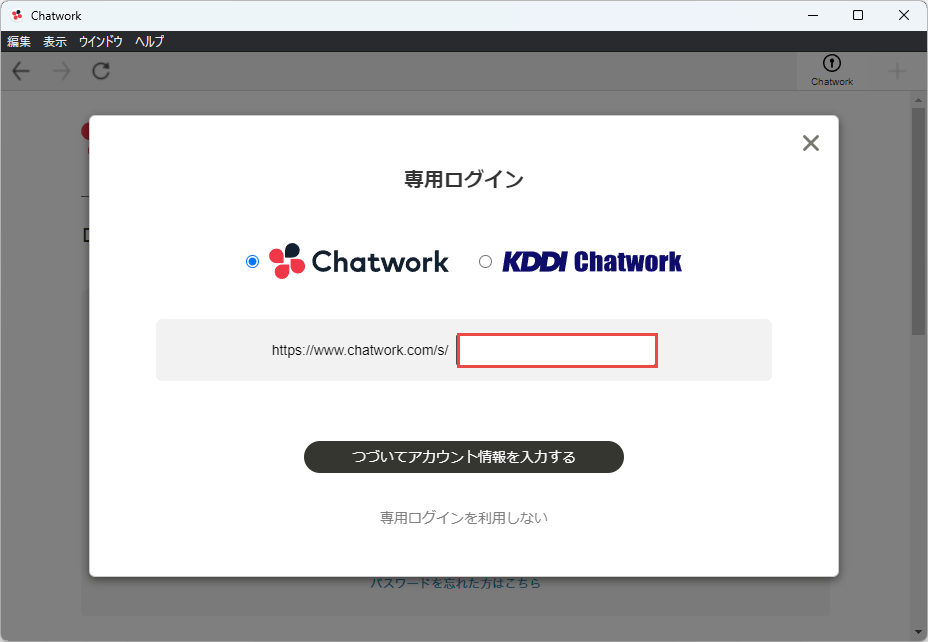 Chatwork
編集 表示 ウインドウ ヘルプ
Chatwork
専用ログイン
Chatwork KDDI Chatwork
https://www.chatwork.com/s/
つづいてアカウント情報を入力する
専用ログインを利用しない
パスワードを忘れた方はこちら